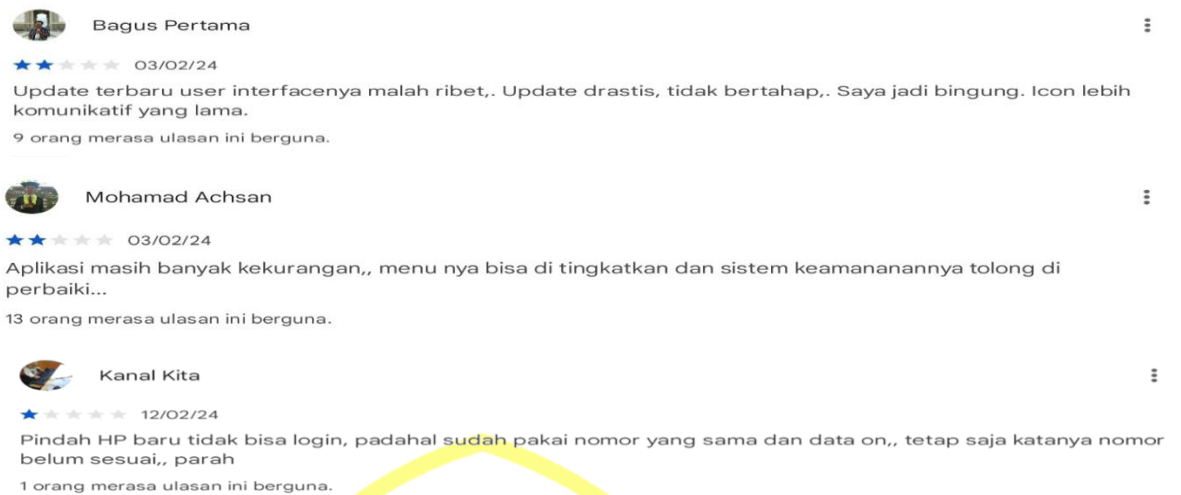 Bagus Pertama
03/02/24
Update terbaru user interfacenya malah ribet,. Update drastis, tidak bertahap,. Saya jadi bingung. Icon lebih
komunikatif yang lama.
9 orang merasa ulasan ini berguna.
Mohamad Achsan
03/02/24
Aplikasi masih banyak kekurangan,, menu nya bisa di tingkatkan dan sistem keamananannya tolong di
perbaiki...
13 orang merasa ulasan ini berguna.
Kanal Kita
12/02/24
Pindah HP baru tidak bisa login, padahal sudah pakai nomor yang sama dan data on,, tetap saja katanya nomor
belum sesuai,, parah
1 orang merasa ulasan ini berguna.